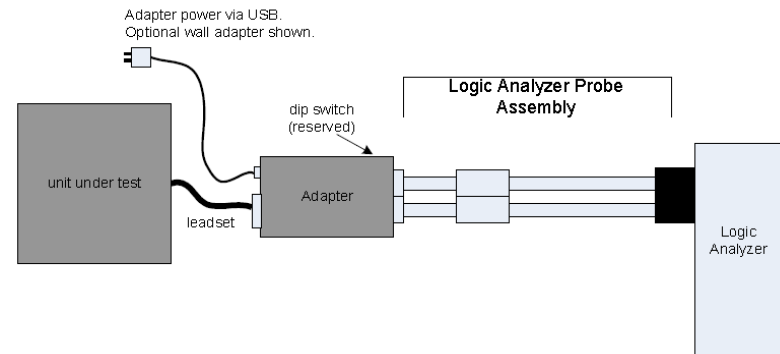 Adapter power via USB.
Optional wall adapter shown.
Logic Analyzer Probe
Assembly
dip switch
(reserved)
unit under test
Adapter
leadset
Logic
Analyzer